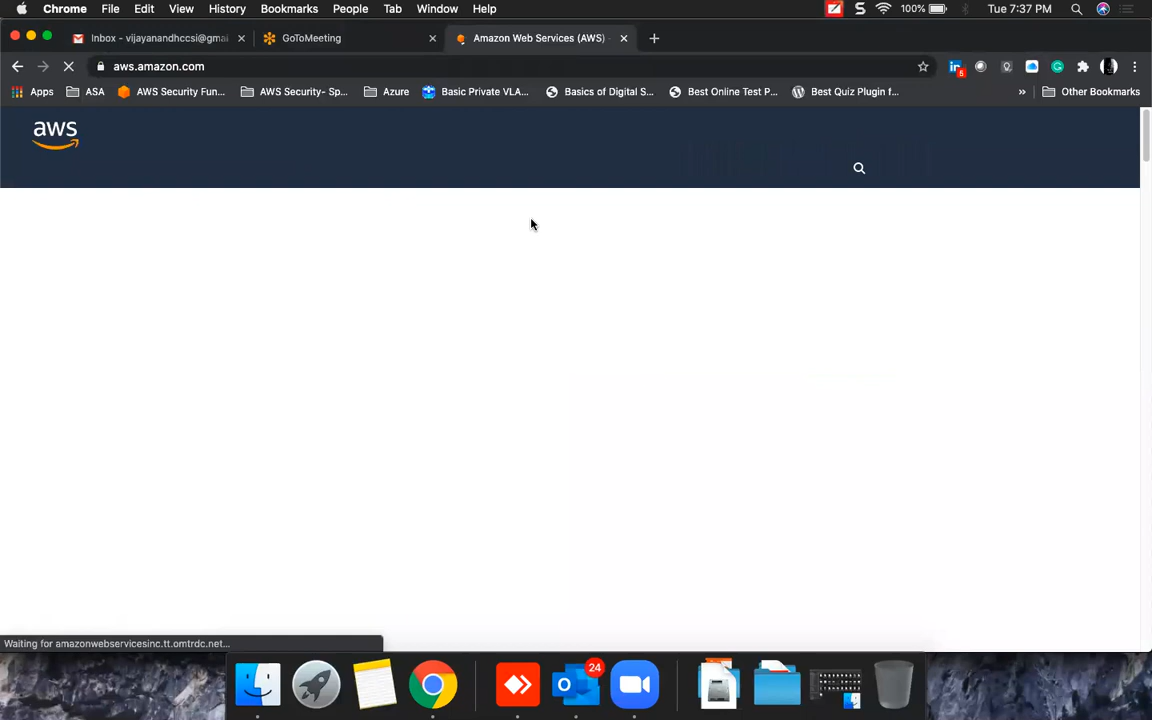 Chrome File Edit View History Bookmarks People Tab Window Help 100% Tue 7:37 PM
Inbox - vijayanandhccsi@gmai GoToMeeting Amazon Web Services (AWS) -
aws.amazon.com
5
Apps ASA AWS Security Fun... AWS Security- Sp... Azure Basic Private VLA... Basics of Digital S... Best Online Test P... Best Quiz Plugin f... » Other Bookmarks
aws
Waiting for amazonwebservicesinc.tt.omtrdc.net...
24